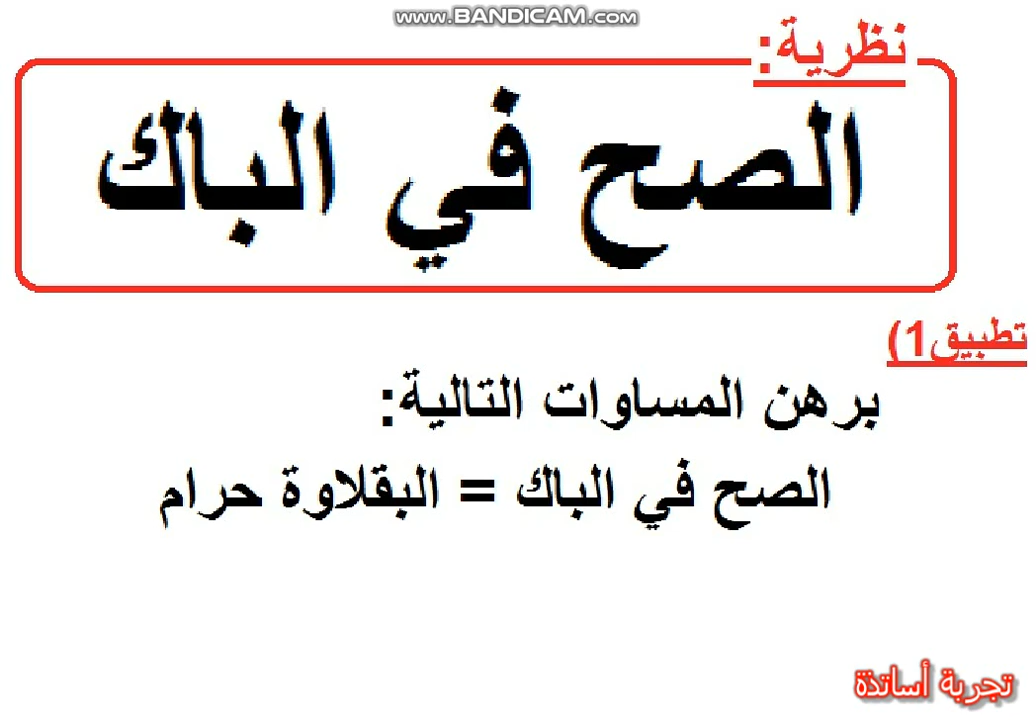 www.BANDICAM.com
نظرية:
الصح في الباك
تطبيق1)
برهن المساوات التالية:
الصح في الباك = البقلاوة حرام
تجربة أساتذة